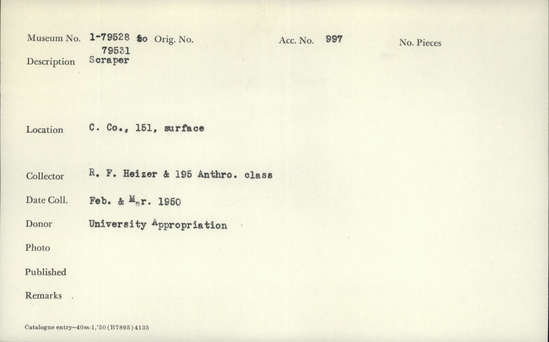 Museum No. 1-79528 to Orig. No. Acc. No. 997 No. Pieces
79531
Description Scraper
Location C. Co., 151, surface
Collector R. F. Heizer & 195 Anthro. class
Date Coll. Feb. & Mar. 1950
Donor University Appropriation
Photo
Published
Remarks .
Catalogue entry—40m-1,'50 (B7895) 4135